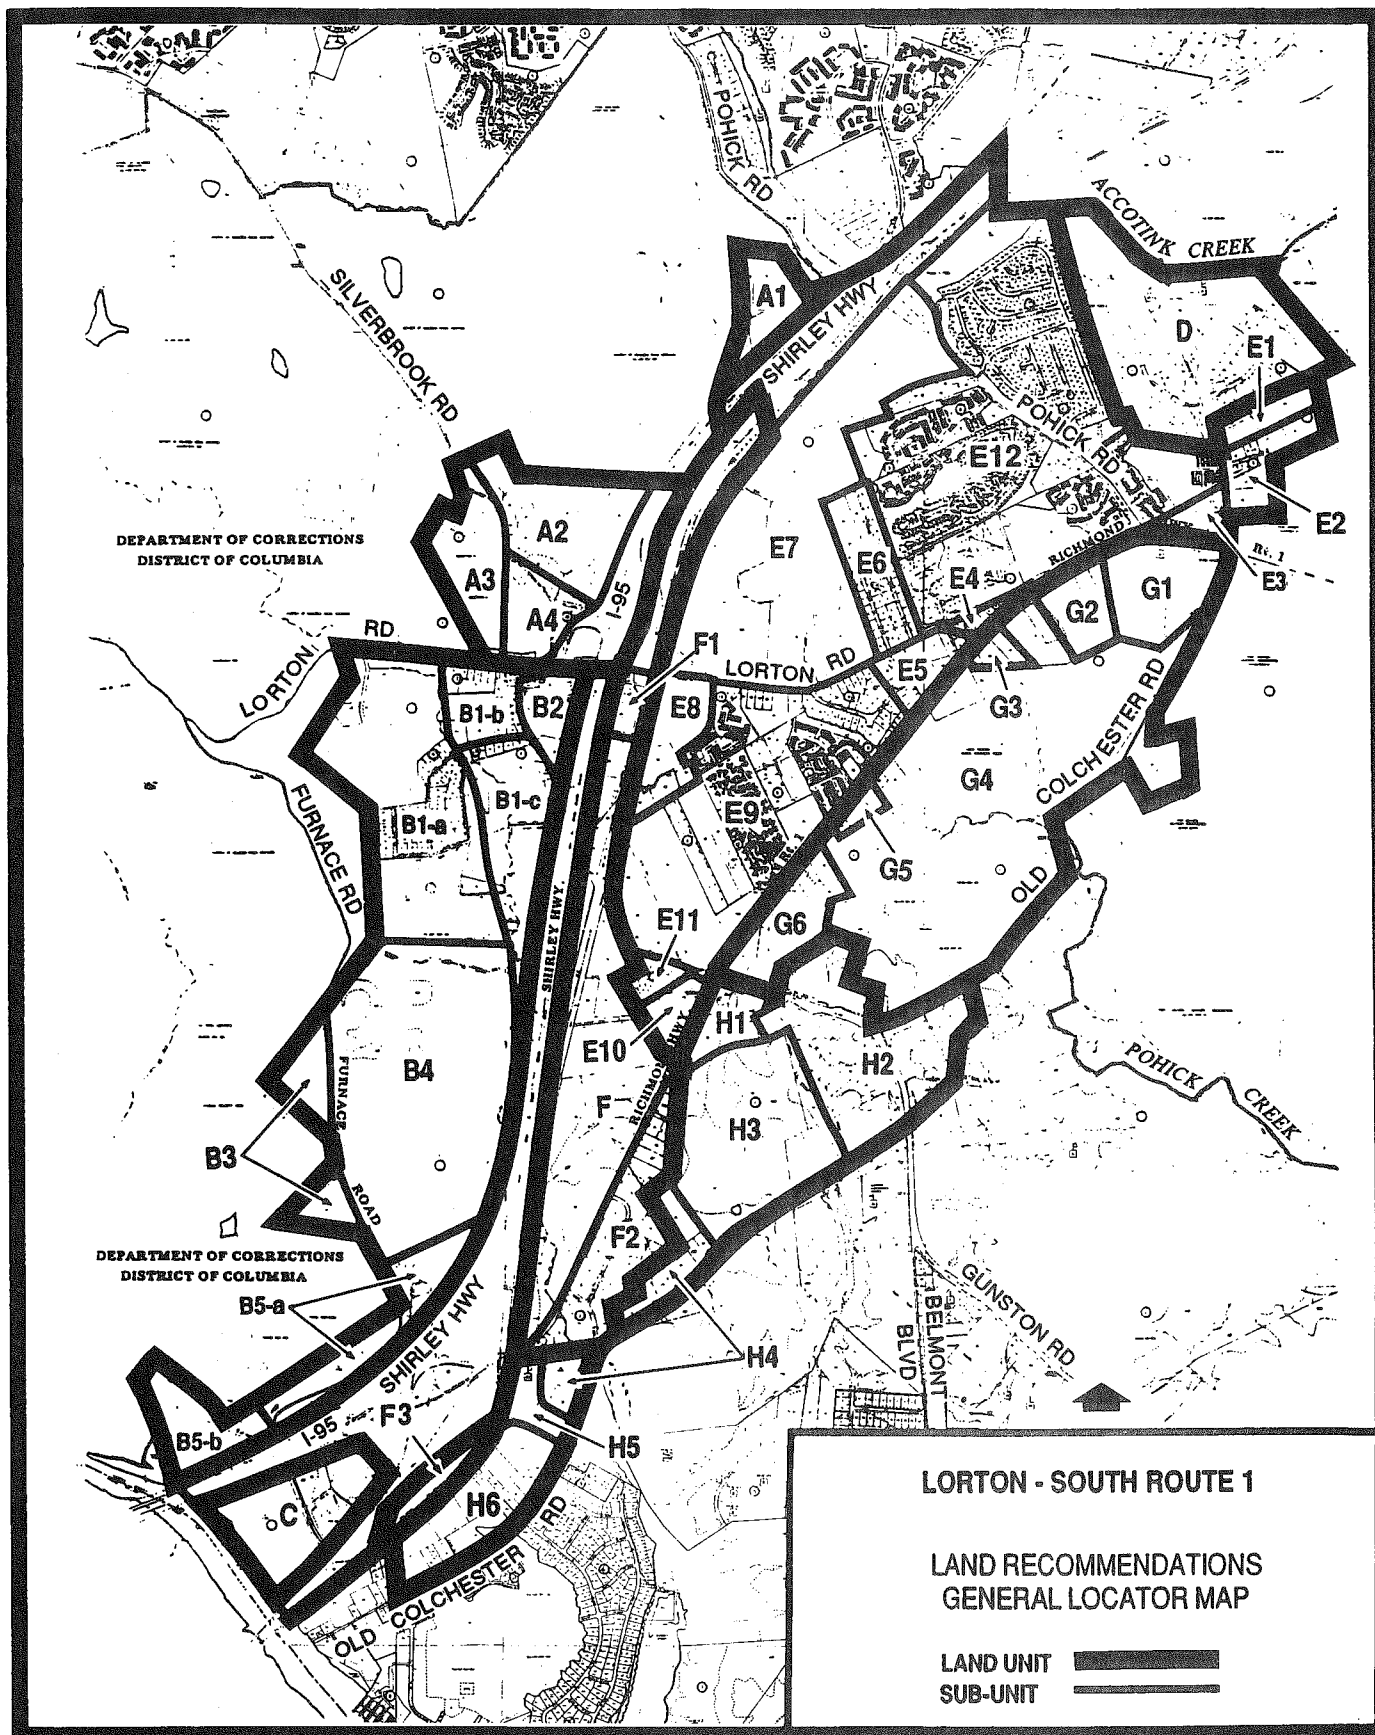 POHICK RD
ACCOTINK CREEK
SILVERBROOK RD
A1
SHIRLEY HWY
D
E1
POHICK RD
E12
E2
RICHMOND
HWY
Rt. 1
E3
DEPARTMENT OF CORRECTIONS
DISTRICT OF COLUMBIA
A2
A3
A4
I-95
E7
E6
E4
G2
G1
LORTON RD
F1
LORTON RD
E5
G3
B1-b
B2
E8
G4
COLCHESTER RD
OLD
FURNACE RD
B1-a
B1-c
E9
Rt. 1
G5
SHIRLEY HWY.
E11
G6
E10
RICHMOND HWY.
H1
H2
B4
FURNACE
ROAD
F
H3
POHICK CREEK
B3
F2
DEPARTMENT OF CORRECTIONS
DISTRICT OF COLUMBIA
B5-a
SHIRLEY HWY
GUNSTON RD
BELMONT
BLVD
H4
B5-b
I-95
F3
H5
C
H6
OLD COLCHESTER RD
LORTON - SOUTH ROUTE 1
LAND RECOMMENDATIONS
GENERAL LOCATOR MAP
LAND UNIT
SUB-UNIT